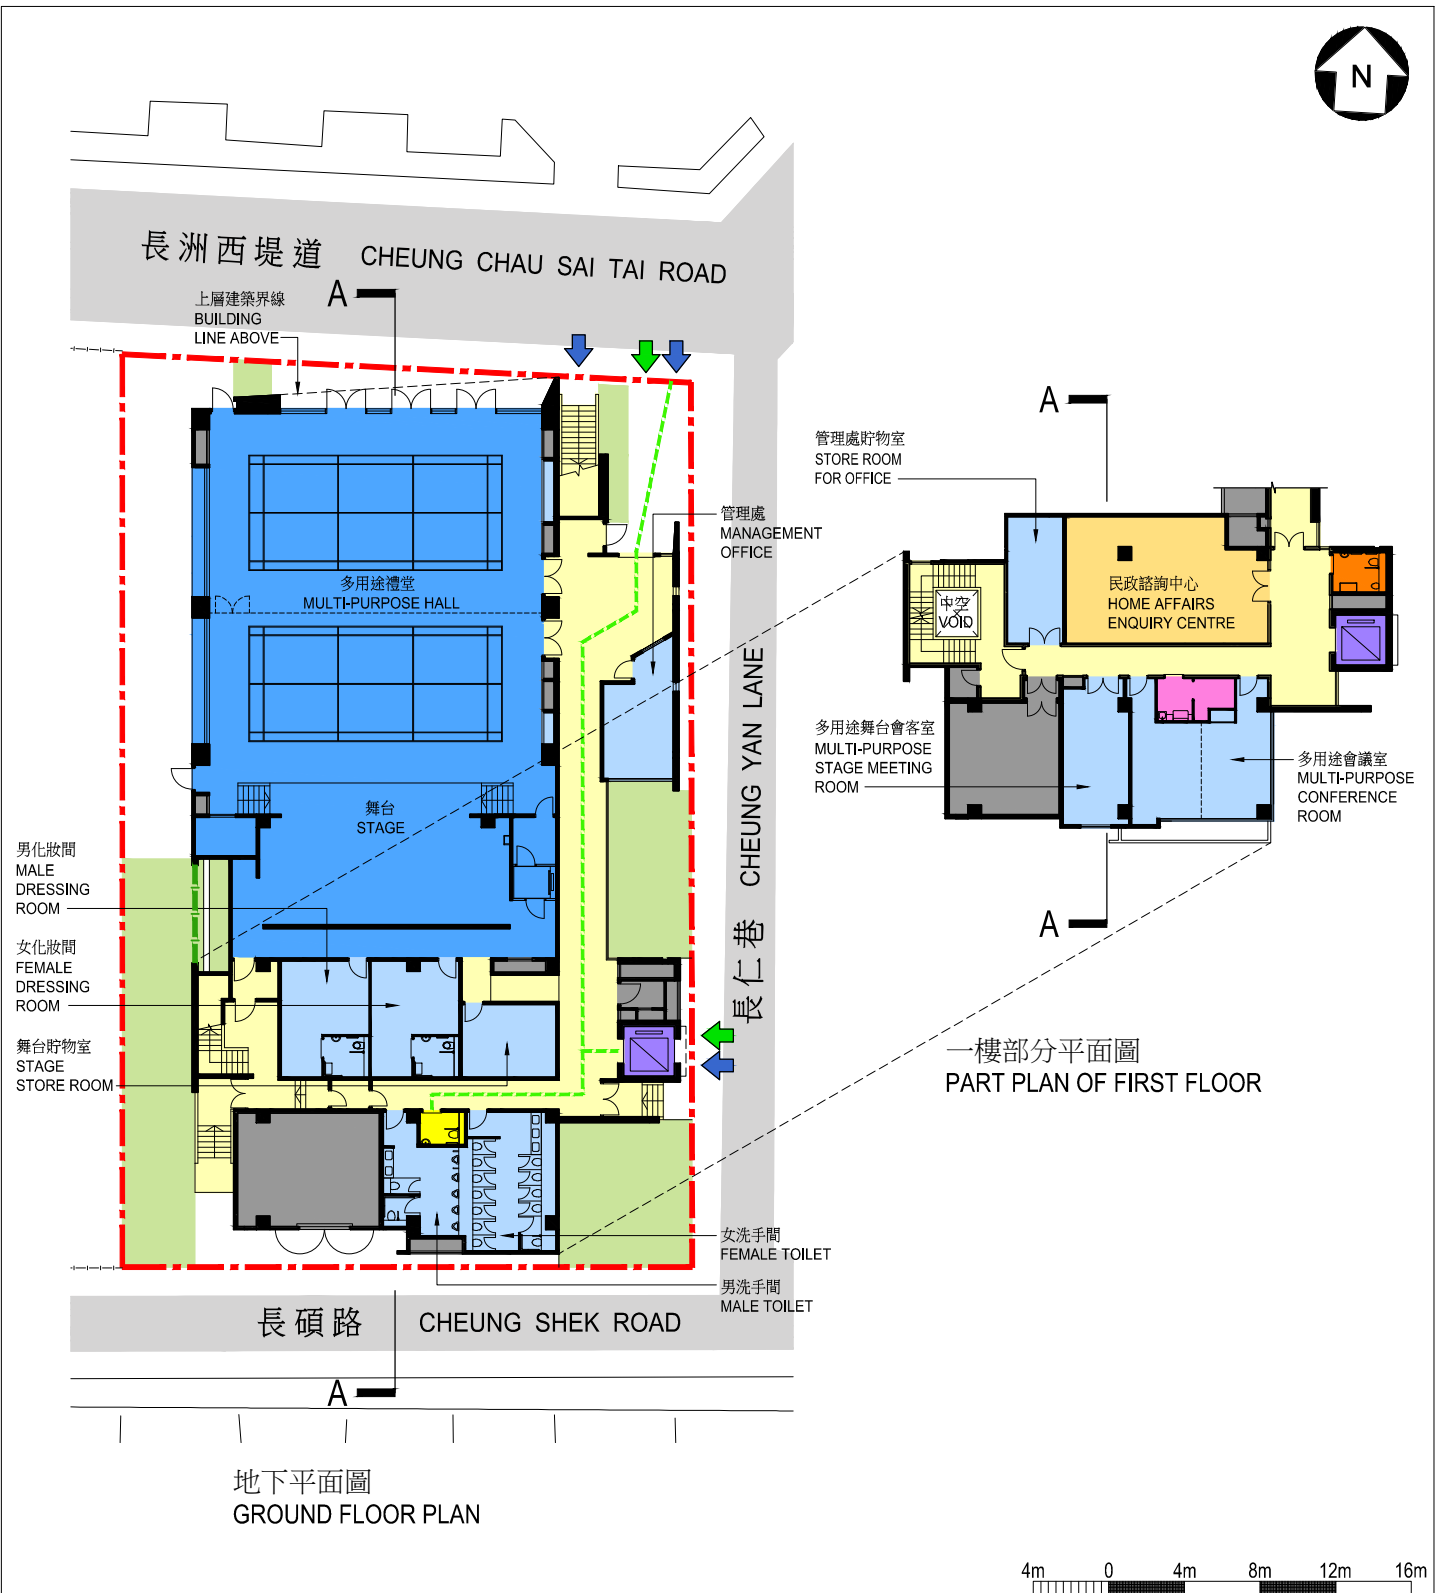 N
長洲西堤道 CHEUNG CHAU SAI TAI ROAD
上層建築界線
BUILDING
LINE ABOVE
A
多用途禮堂
MULTI-PURPOSE HALL
管理處
MANAGEMENT
OFFICE
舞台
STAGE
男化妝間
MALE
DRESSING
ROOM
女化妝間
FEMALE
DRESSING
ROOM
舞台貯物室
STAGE
STORE ROOM
長仁巷 CHEUNG YAN LANE
女洗手間
FEMALE TOILET
男洗手間
MALE TOILET
長碩路 CHEUNG SHEK ROAD
A
地下平面圖
GROUND FLOOR PLAN
A
管理處貯物室
STORE ROOM
FOR OFFICE
中空
VOID
民政諮詢中心
HOME AFFAIRS
ENQUIRY CENTRE
多用途舞台會客室
MULTI-PURPOSE
STAGE MEETING
ROOM
多用途會議室
MULTI-PURPOSE
CONFERENCE
ROOM
A
一樓部分平面圖
PART PLAN OF FIRST FLOOR
4m 0 4m 8m 12m 16m